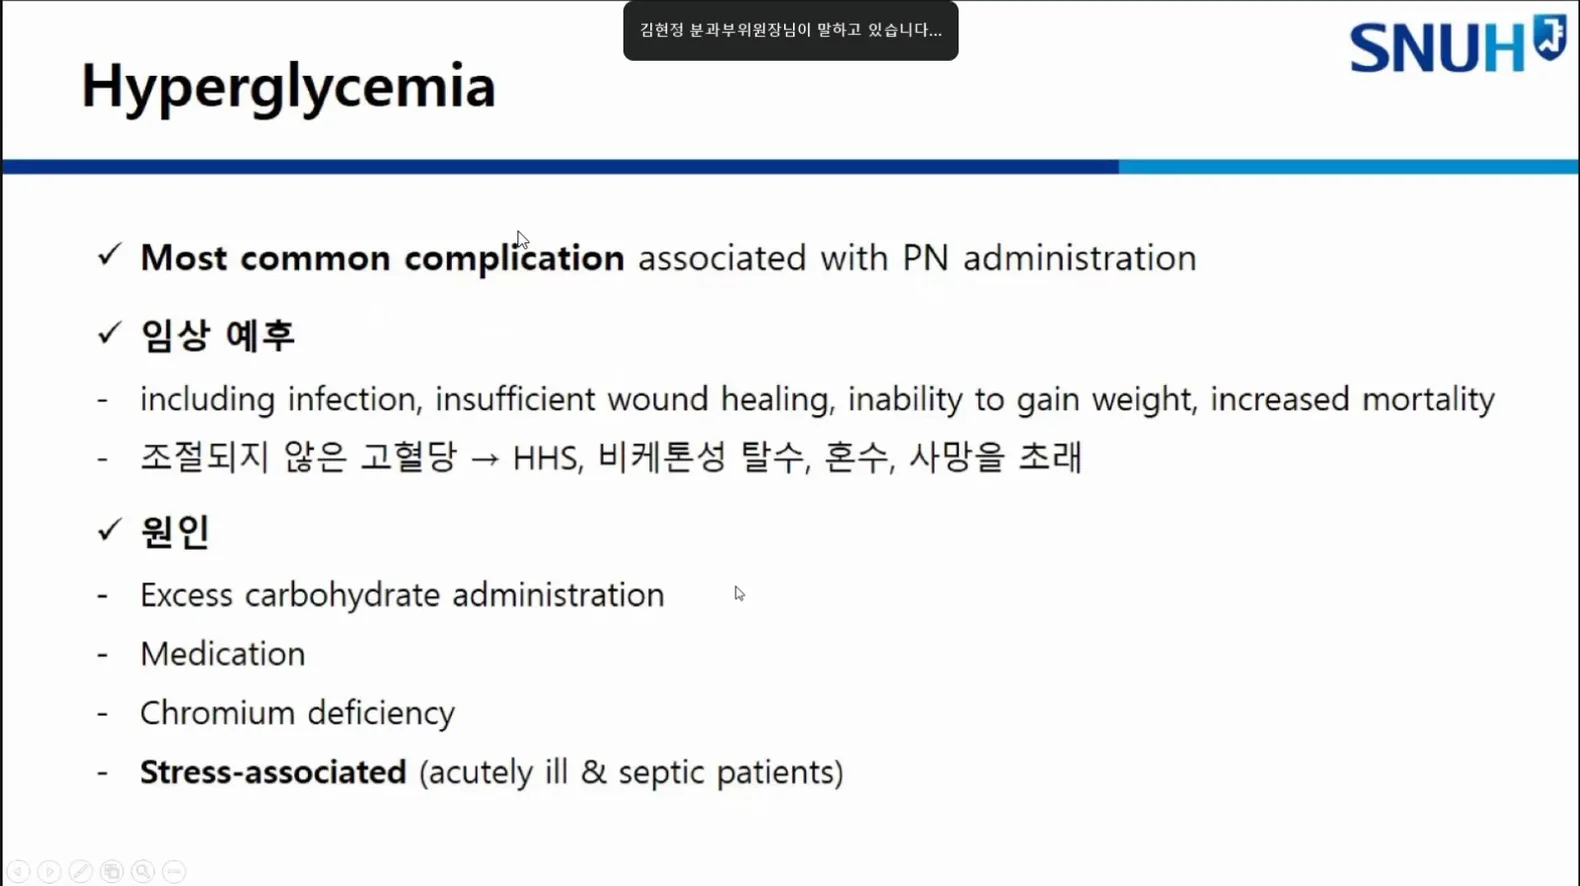 김현정 분과부위원장님이 말하고 있습니다...
SNUH
Hyperglycemia
✓ Most common complication associated with PN administration
✓ 임상 예후
- including infection, insufficient wound healing, inability to gain weight, increased mortality
- 조절되지 않은 고혈당 → HHS, 비케톤성 탈수, 혼수, 사망을 초래
✓ 원인
- Excess carbohydrate administration
- Medication
- Chromium deficiency
- Stress-associated (acutely ill & septic patients)